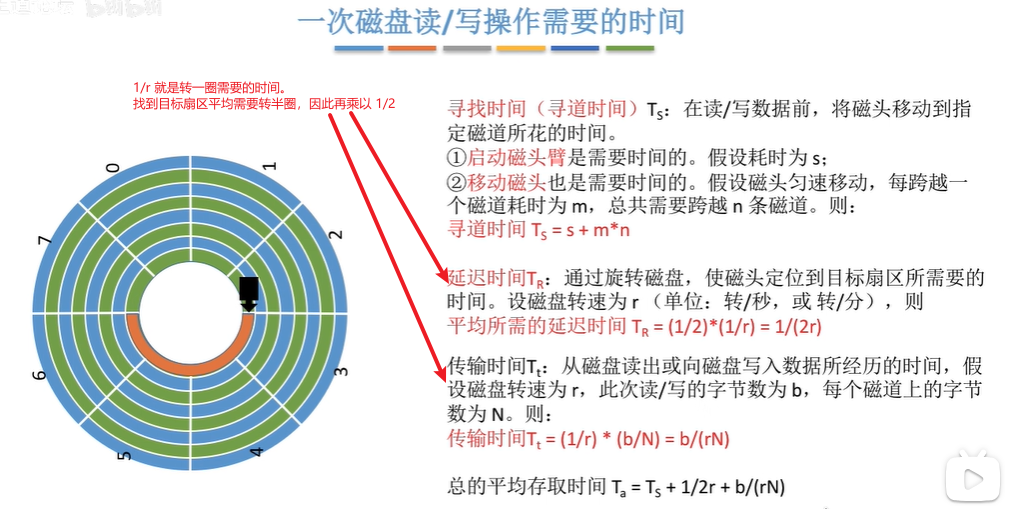 一次磁盘读/写操作需要的时间
1/r 就是转一圈需要的时间。
找到目标扇区平均需要转半圈，因此再乘以 1/2
0
1
2
3
4
5
6
7
寻找时间（寻道时间）TS：在读/写数据前，将磁头移动到指
定磁道所花的时间。
①启动磁头臂是需要时间的。假设耗时为 s；
②移动磁头也是需要时间的。假设磁头匀速移动，每跨越一
个磁道耗时为 m，总共需要跨越 n 条磁道。则：
寻道时间 TS = s + m*n
延迟时间TR：通过旋转磁盘，使磁头定位到目标扇区所需要的
时间。设磁盘转速为 r （单位：转/秒，或 转/分），则
平均所需的延迟时间 TR = (1/2)*(1/r) = 1/(2r)
传输时间Tt：从磁盘读出或向磁盘写入数据所经历的时间，假
设磁盘转速为 r，此次读/写的字节数为 b，每个磁道上的字节
数为 N。则：
传输时间Tt = (1/r) * (b/N) = b/(rN)
总的平均存取时间 Ta = TS + 1/2r + b/(rN)